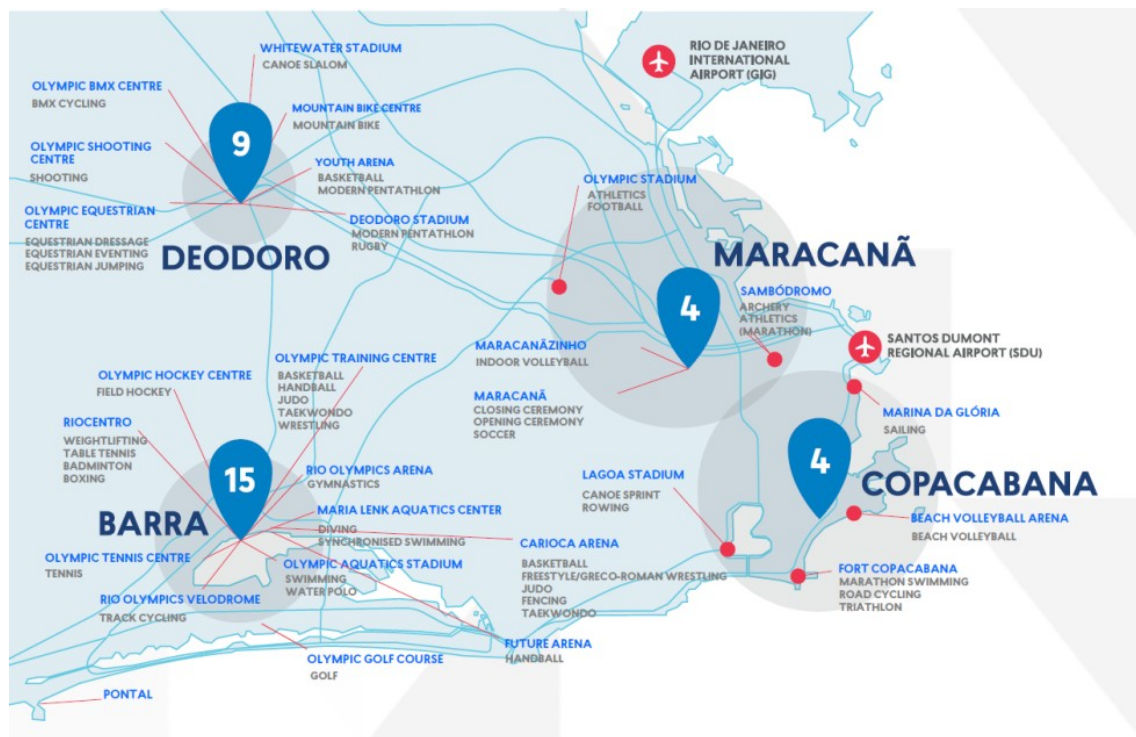 WHITEWATER STADIUM
CANOE SLALOM
RIO DE JANEIRO
INTERNATIONAL
AIRPORT (GIG)
OLYMPIC BMX CENTRE
BMX CYCLING
MOUNTAIN BIKE CENTRE
MOUNTAIN BIKE
9
OLYMPIC SHOOTING
CENTRE
SHOOTING
YOUTH ARENA
BASKETBALL
MODERN PENTATHLON
OLYMPIC STADIUM
ATHLETICS
FOOTBALL
OLYMPIC EQUESTRIAN
CENTRE
EQUESTRIAN DRESSAGE
EQUESTRIAN EVENTING
EQUESTRIAN JUMPING
DEODORO STADIUM
MODERN PENTATHLON
RUGBY
DEODORO
MARACANÃ
4
SAMBÓDROMO
ARCHERY
ATHLETICS
(MARATHON)
SANTOS DUMONT
REGIONAL AIRPORT (SDU)
MARACANÃZINHO
INDOOR VOLLEYBALL
MARACANÃ
CLOSING CEREMONY
OPENING CEREMONY
SOCCER
OLYMPIC TRAINING CENTRE
BASKETBALL
HANDBALL
JUDO
TAEKWONDO
WRESTLING
OLYMPIC HOCKEY CENTRE
FIELD HOCKEY
MARINA DA GLÓRIA
SAILING
RIOCENTRO
WEIGHTLIFTING
TABLE TENNIS
BADMINTON
BOXING
15
4
COPACABANA
RIO OLYMPICS ARENA
GYMNASTICS
LAGOA STADIUM
CANOE SPRINT
ROWING
BARRA
MARIA LENK AQUATICS CENTER
DIVING
SYNCHRONISED SWIMMING
BEACH VOLLEYBALL ARENA
BEACH VOLLEYBALL
CARIOCA ARENA
BASKETBALL
FREESTYLE/GRECO-ROMAN WRESTLING
JUDO
FENCING
TAEKWONDO
OLYMPIC TENNIS CENTRE
TENNIS
OLYMPIC AQUATICS STADIUM
SWIMMING
WATER POLO
FORT COPACABANA
MARATHON SWIMMING
ROAD CYCLING
TRIATHLON
RIO OLYMPICS VELODROME
TRACK CYCLING
FUTURE ARENA
HANDBALL
OLYMPIC GOLF COURSE
GOLF
PONTAL